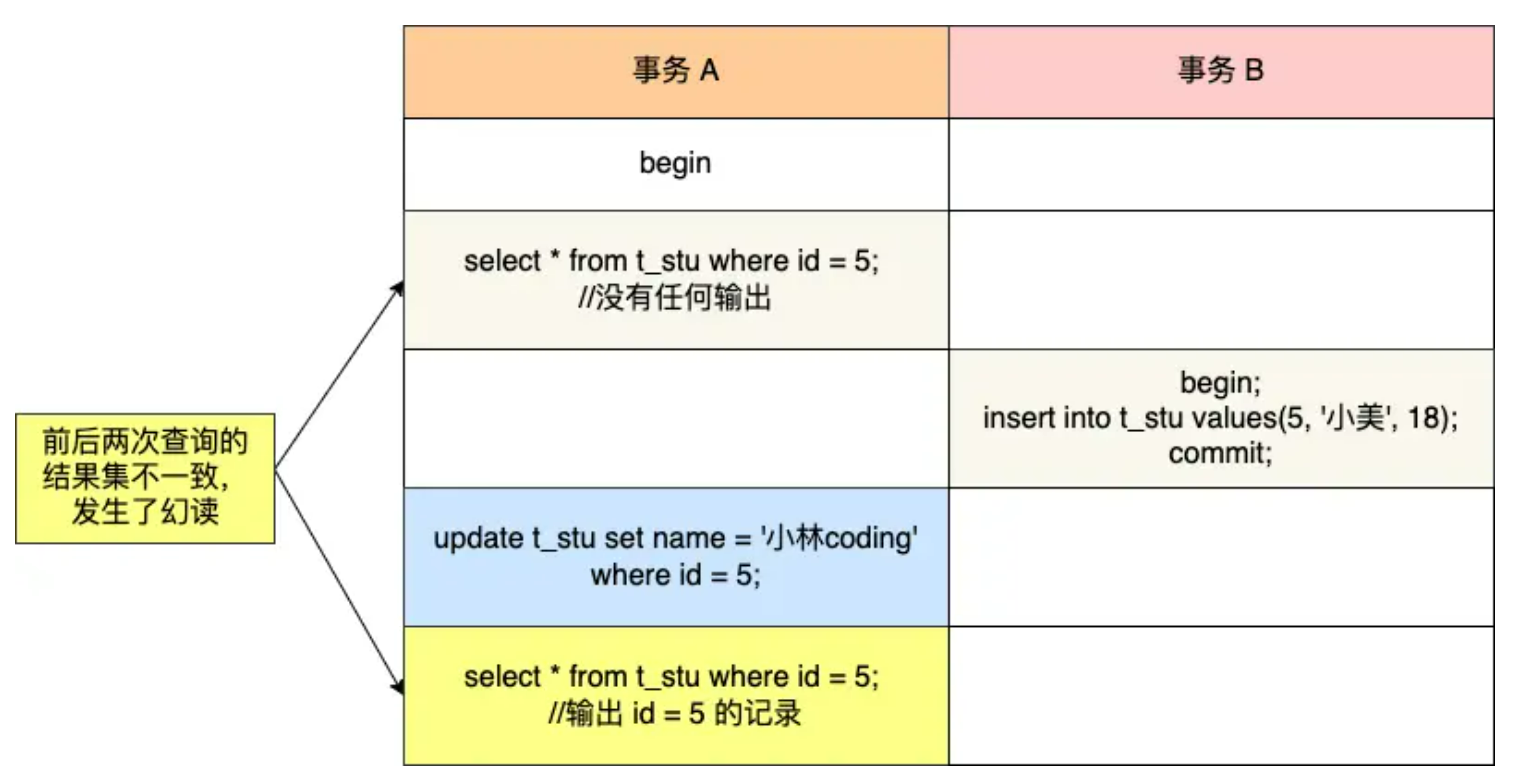 事务 A
事务 B
begin
select * from t_stu where id = 5;
//没有任何输出
begin;
insert into t_stu values(5, '小美', 18);
commit;
前后两次查询的
结果集不一致，
发生了幻读
update t_stu set name = '小林coding'
where id = 5;
select * from t_stu where id = 5;
//输出 id = 5 的记录